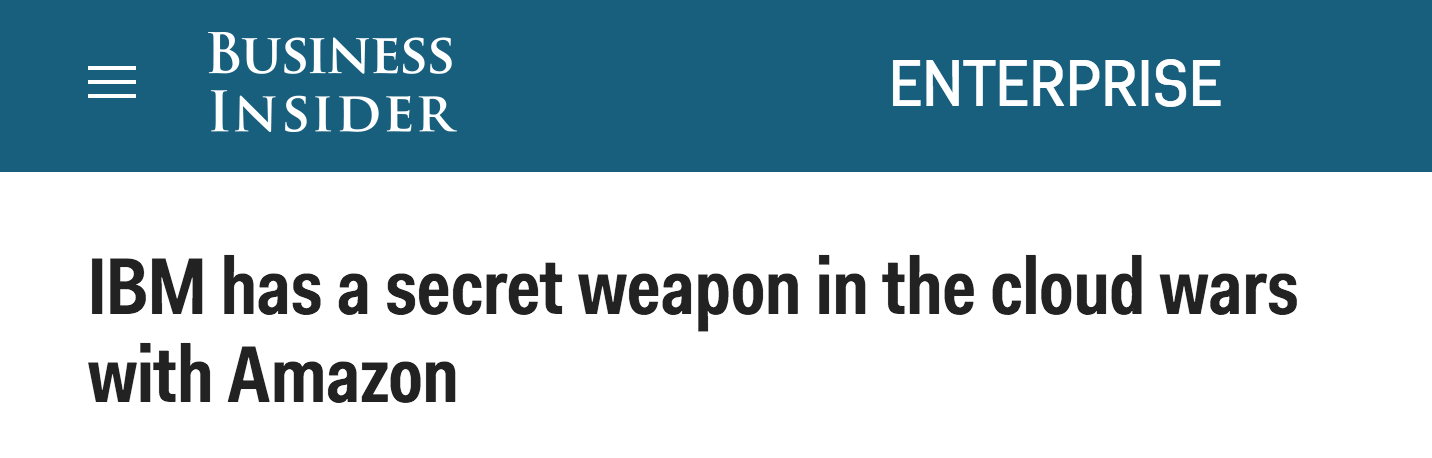 BUSINESS
INSIDER
ENTERPRISE
IBM has a secret weapon in the cloud wars
with Amazon